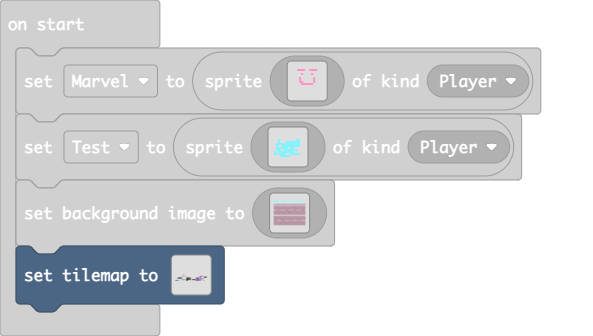 on start
set Marvel to sprite of kind Player
set Test to sprite of kind Player
set background image to
set tilemap to